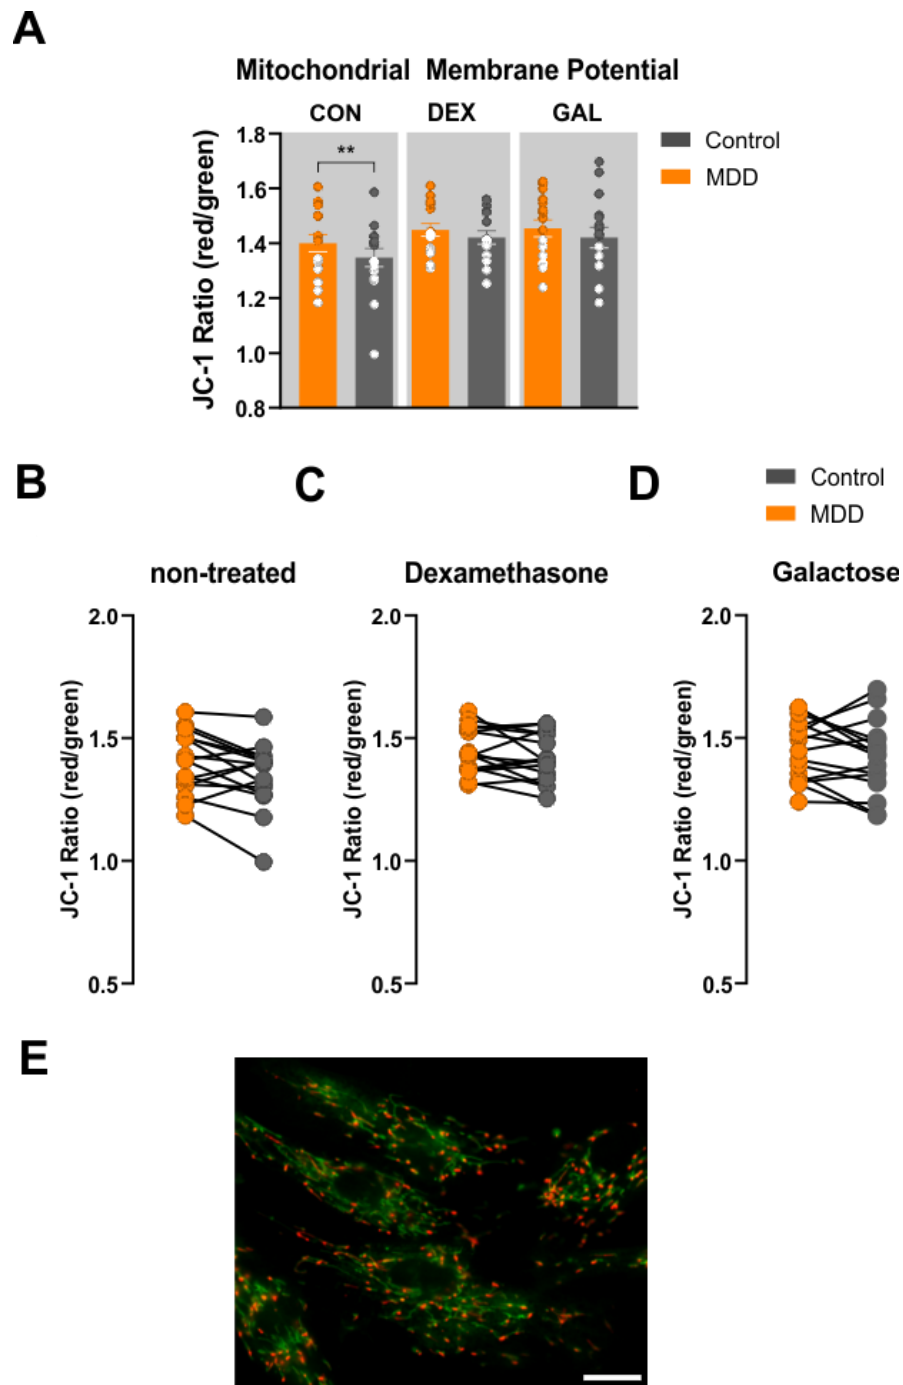 A
Mitochondrial Membrane Potential
CON DEX GAL
**
Control
MDD
JC-1 Ratio (red/green)
1.8
1.6
1.4
1.2
1.0
0.8
B
C
D
Control
MDD
non-treated
JC-1 Ratio (red/green)
2.0
1.5
1.0
0.5
Dexamethasone
JC-1 Ratio (red/green)
2.0
1.5
1.0
0.5
Galactose
JC-1 Ratio (red/green)
2.0
1.5
1.0
0.5
E